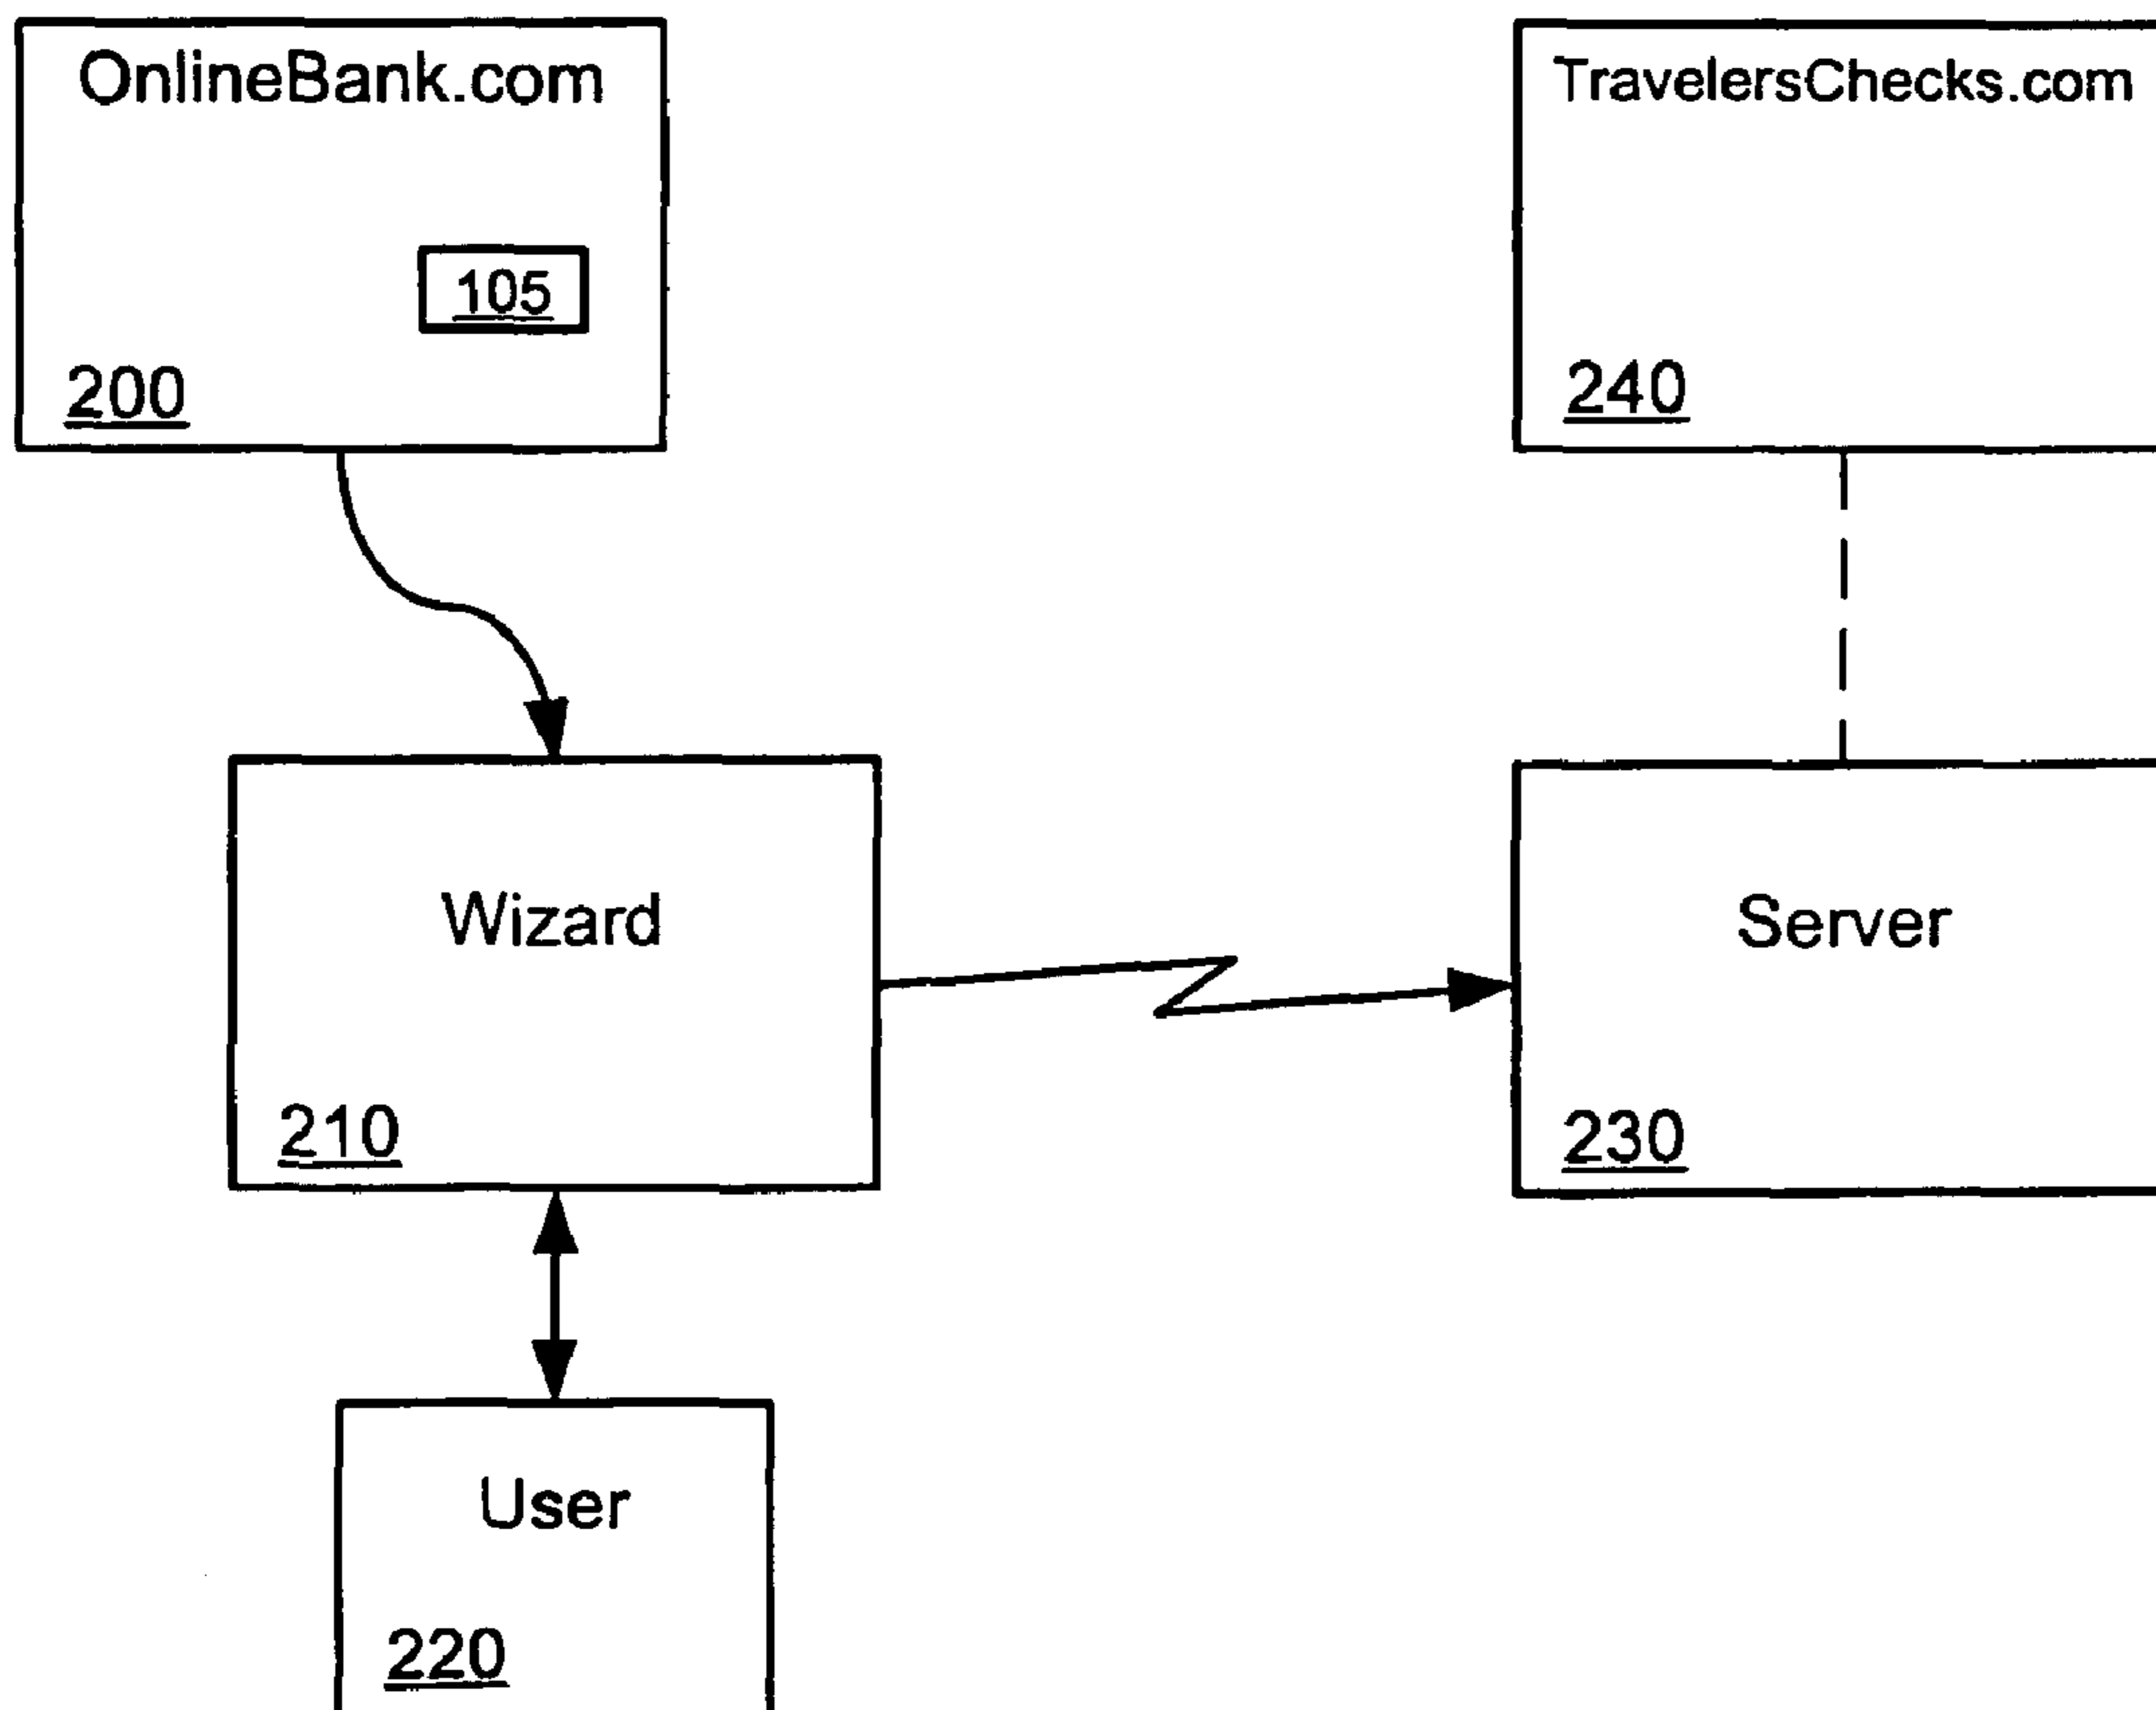 OnlineBank.com
105
200
TravelersChecks.com
240
Wizard
210
Server
230
User
220